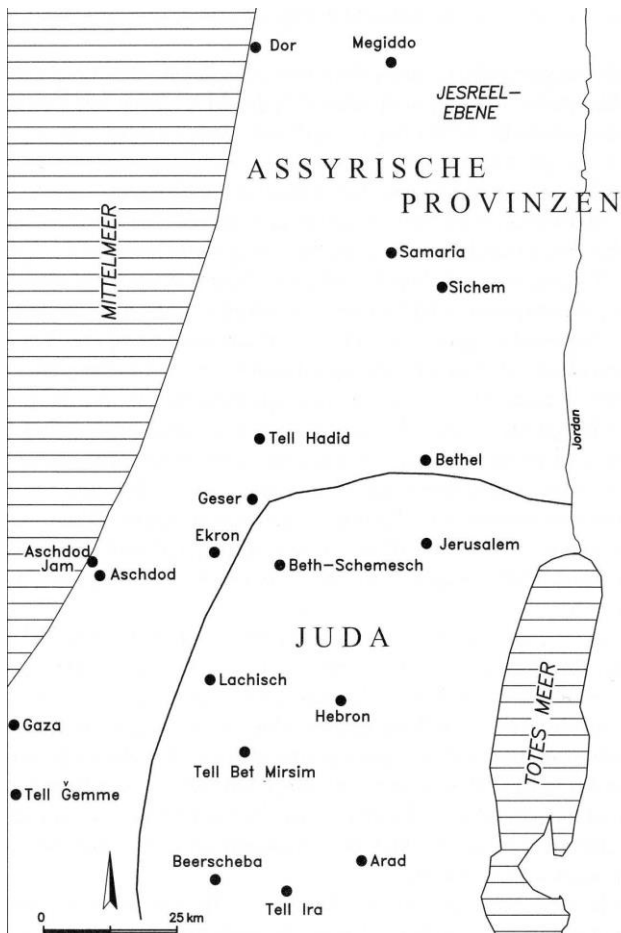 Dor
Megiddo
JESREEL–
EBENE
ASSYRISCHE
PROVINZEN
MITTELMEER
Samaria
Sichem
Jordan
Tell Hadid
Bethel
Geser
Ekron
Jerusalem
Aschdod
Jam
Aschdod
Beth–Schemesch
JUDA
Lachisch
Hebron
TOTES MEER
Gaza
Tell Bet Mirsim
Tell Ǧemme
Beerscheba
Arad
Tell Ira
0 25 km